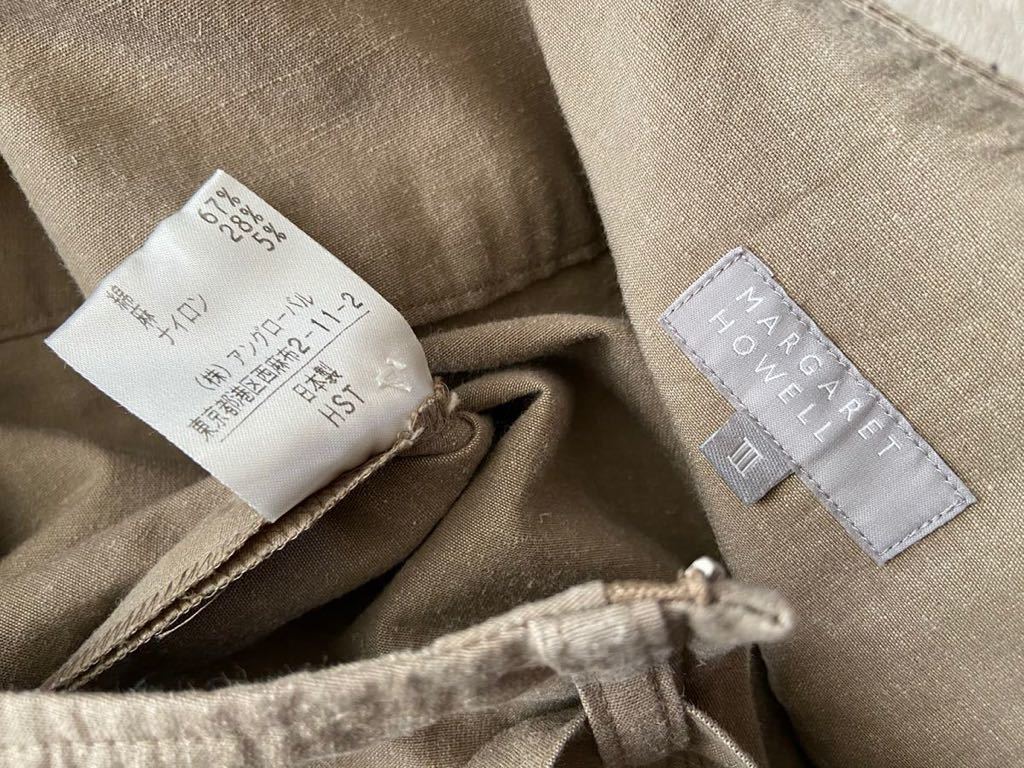 綿 67%
麻 28%
ナイロン 5%
(株)アングローバル
東京都港区西麻布2-11-2
日本製
HST
MARGARET
HOWELL
III